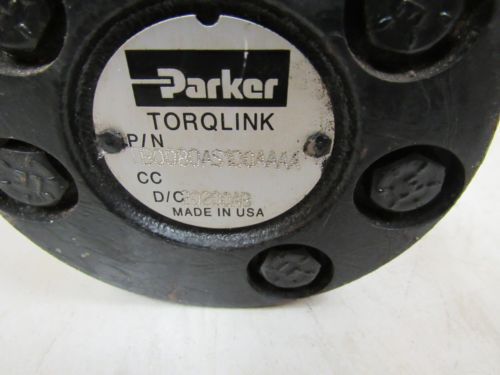 Parker
TORQLINK
P/N
CC
D/C
MADE IN USA